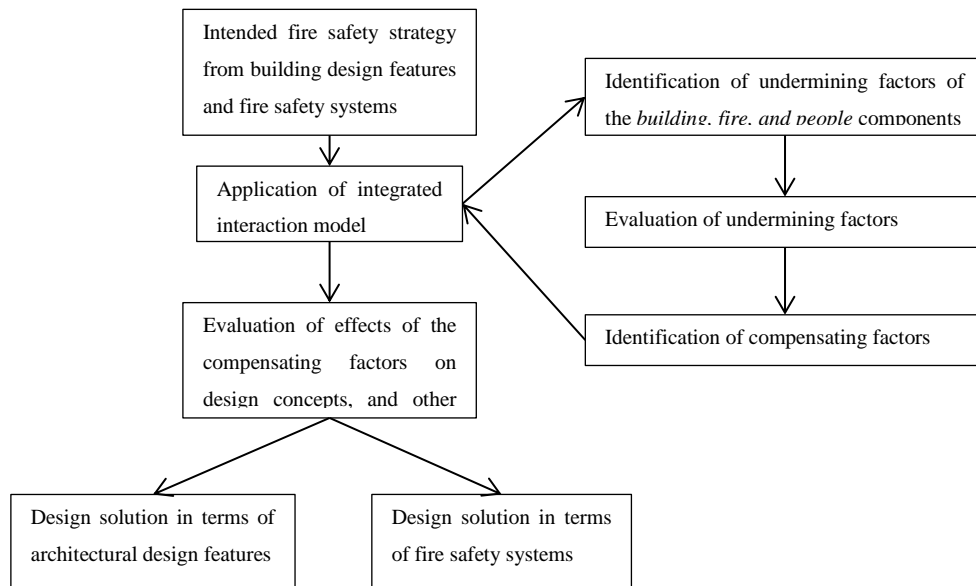 Intended fire safety strategy
from building design features
and fire safety systems
Application of integrated
interaction model
Identification of undermining factors of
the building, fire, and people components
Evaluation of undermining factors
Identification of compensating factors
Evaluation of effects of the
compensating factors on
design concepts, and other
Design solution in terms of
architectural design features
Design solution in terms
of fire safety systems